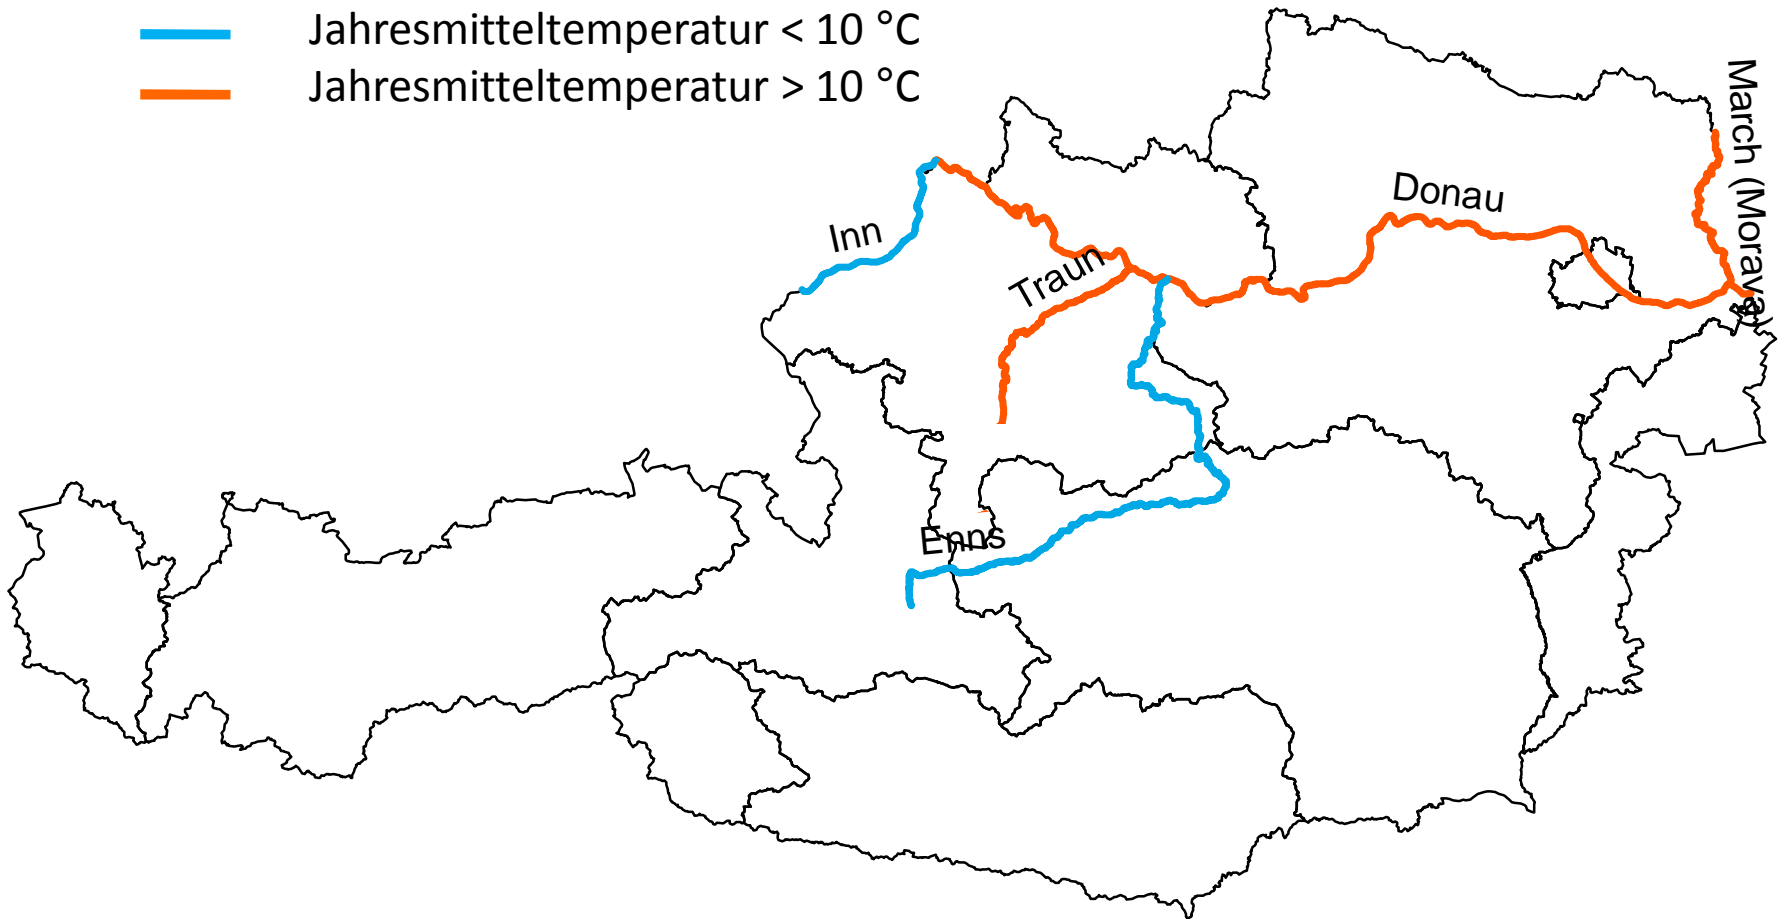 Jahresmitteltemperatur < 10 °C
Jahresmitteltemperatur > 10 °C
March (Morava)
Donau
Inn
Traun
Enns